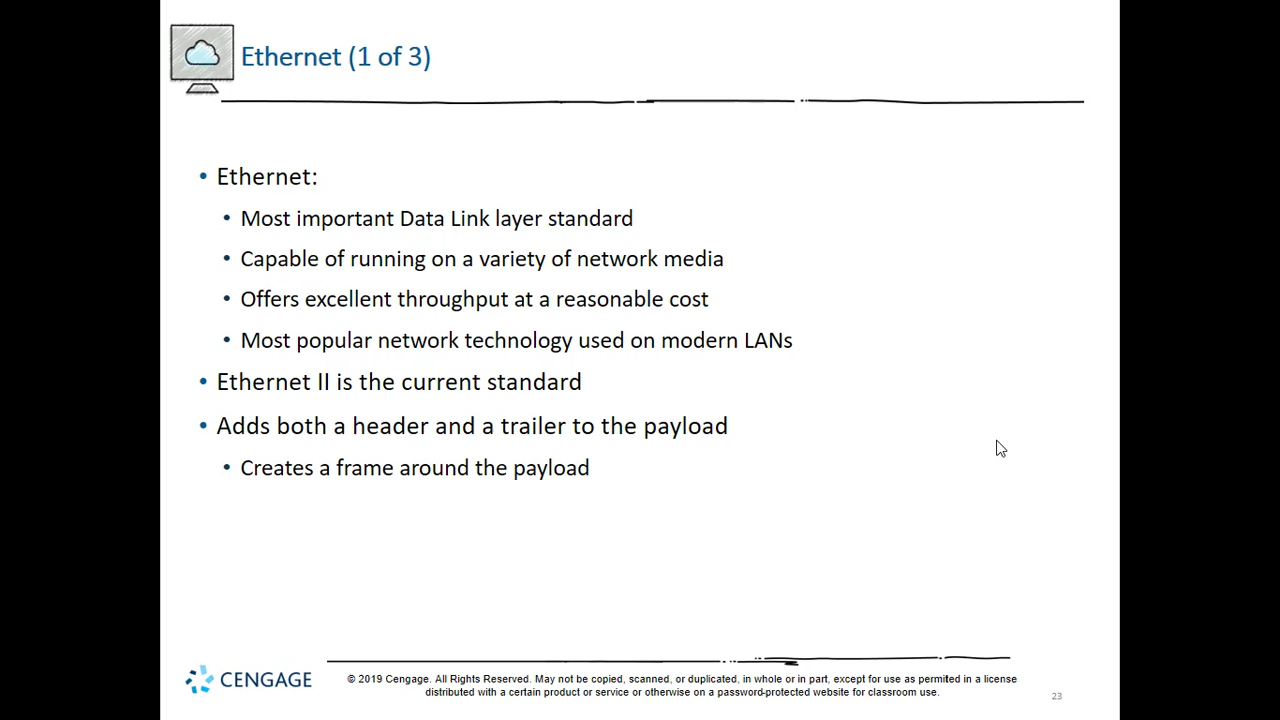 Ethernet (1 of 3)
• Ethernet:
• Most important Data Link layer standard
• Capable of running on a variety of network media
• Offers excellent throughput at a reasonable cost
• Most popular network technology used on modern LANs
• Ethernet II is the current standard
• Adds both a header and a trailer to the payload
• Creates a frame around the payload
CENGAGE
© 2019 Cengage. All Rights Reserved. May not be copied, scanned, or duplicated, in whole or in part, except for use as permitted in a license
distributed with a certain product or service or otherwise on a password-protected website for classroom use.
23